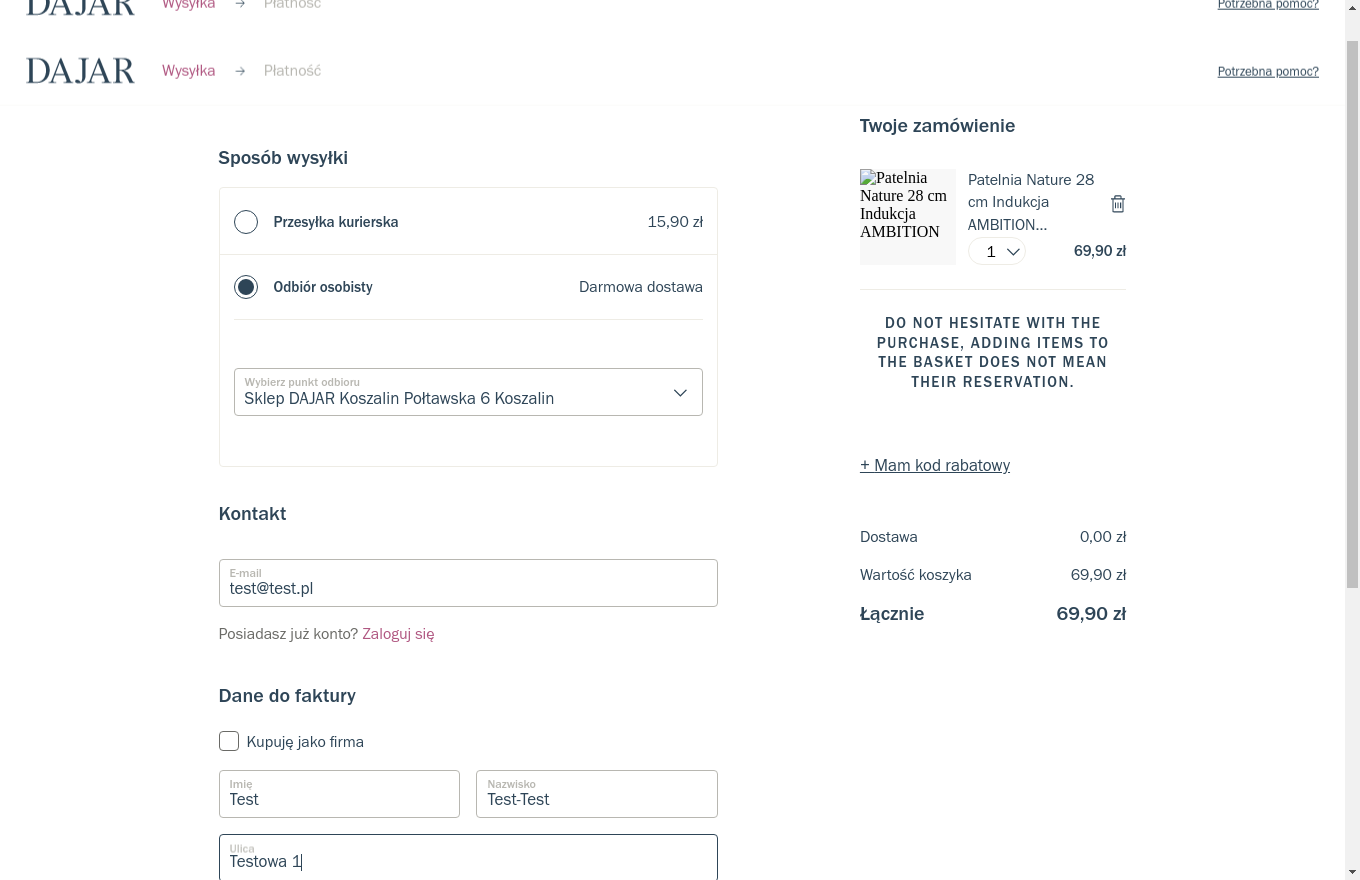 DAJAR Wysyłka → Płatność Potrzebna pomoc?
DAJAR Wysyłka → Płatność Potrzebna pomoc?
Sposób wysyłki
Przesyłka kurierska 15,90 zł
Odbiór osobisty Darmowa dostawa
Wybierz punkt odbioru
Sklep DAJAR Koszalin Połtawska 6 Koszalin
Kontakt
E-mail
test@test.pl
Posiadasz już konto? Zaloguj się
Dane do faktury
Kupuję jako firma
Imię
Test
Nazwisko
Test-Test
Ulica
Testowa 1
Twoje zamówienie
Patelnia
Nature 28 cm
Indukcja
AMBITION
Patelnia Nature 28
cm Indukcja
AMBITION...
1 69,90 zł
DO NOT HESITATE WITH THE
PURCHASE, ADDING ITEMS TO
THE BASKET DOES NOT MEAN
THEIR RESERVATION.
+ Mam kod rabatowy
Dostawa 0,00 zł
Wartość koszyka 69,90 zł
Łącznie 69,90 zł